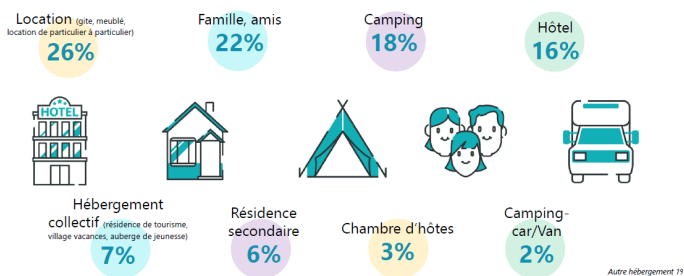 Location (gite, meublé,
location de particulier à particulier)
26%
Famille, amis
22%
Camping
18%
Hôtel
16%
HOTEL
Hébergement
collectif (résidence de tourisme,
village vacances, auberge de jeunesse)
7%
Résidence
secondaire
6%
Chambre d’hôtes
3%
Camping-
car/Van
2%
Autre hébergement 1%